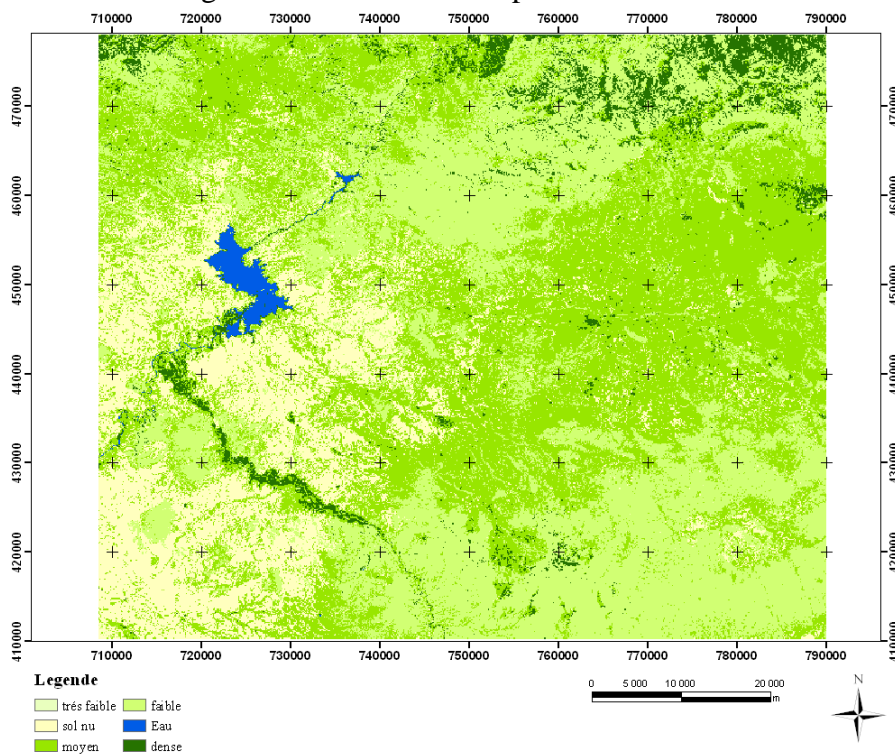 710000 720000 730000 740000 750000 760000 770000 780000 790000
470000 470000
460000 460000
450000 450000
440000 440000
430000 430000
420000 420000
410000 410000
710000 720000 730000 740000 750000 760000 770000 780000 790000
Legende
trés faible faible
sol nu Eau
moyen dense
0 5 000 10 000 20 000
m
N